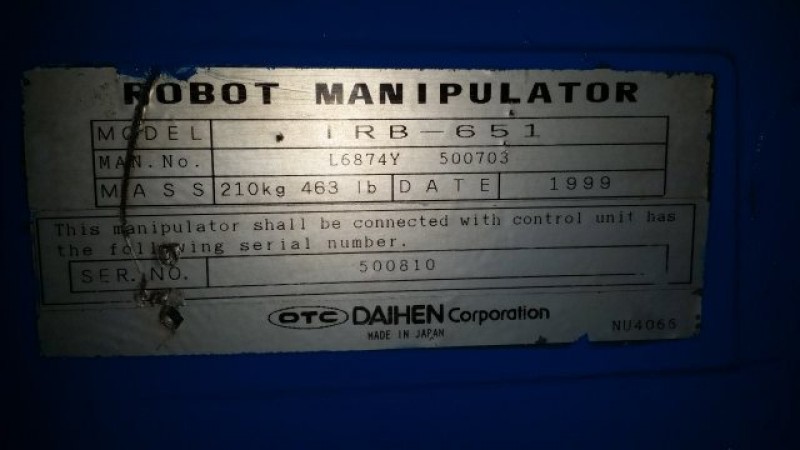 ROBOT MANIPULATOR
MODEL IRB-651
MAN. No. L6874Y 500703
MASS 210kg 463 lb DATE 1999
This manipulator shall be connected with control unit has
the following serial number.
SER. NO. 500810
OTC DAIHEN Corporation
MADE IN JAPAN
NU4066